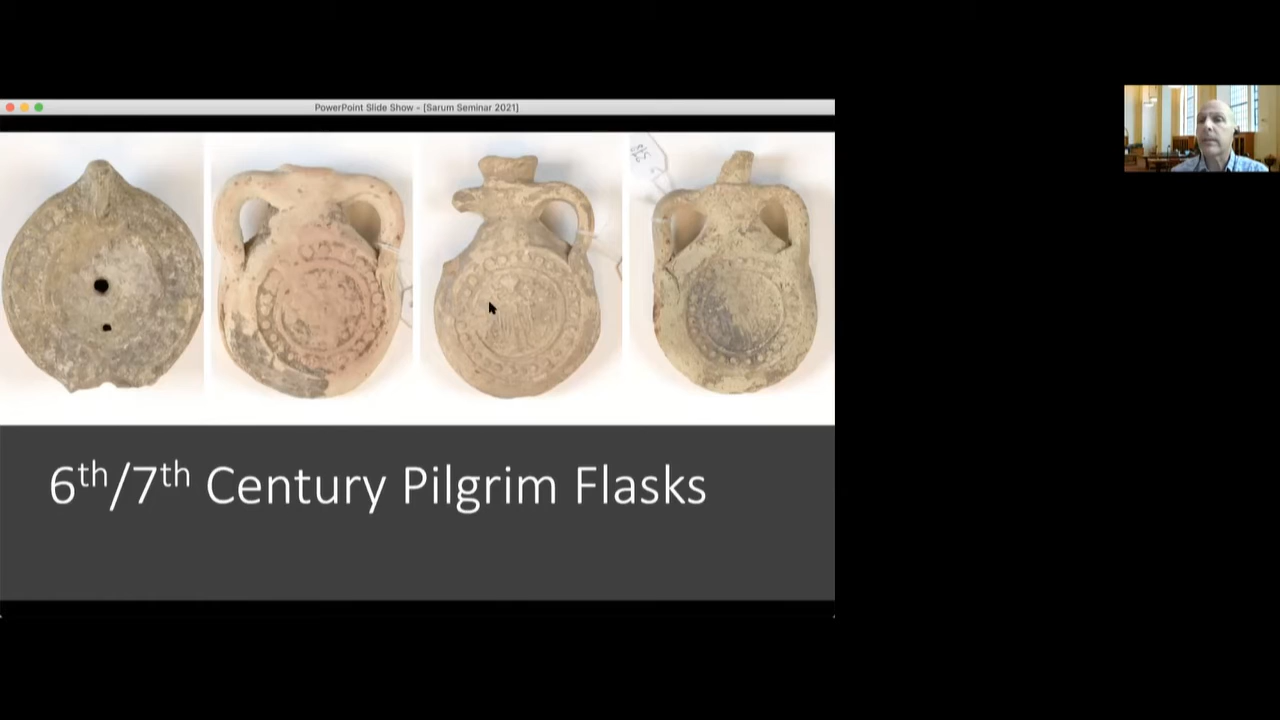 PowerPoint Slide Show - [Sarum Seminar 2021]
6th/7th Century Pilgrim Flasks